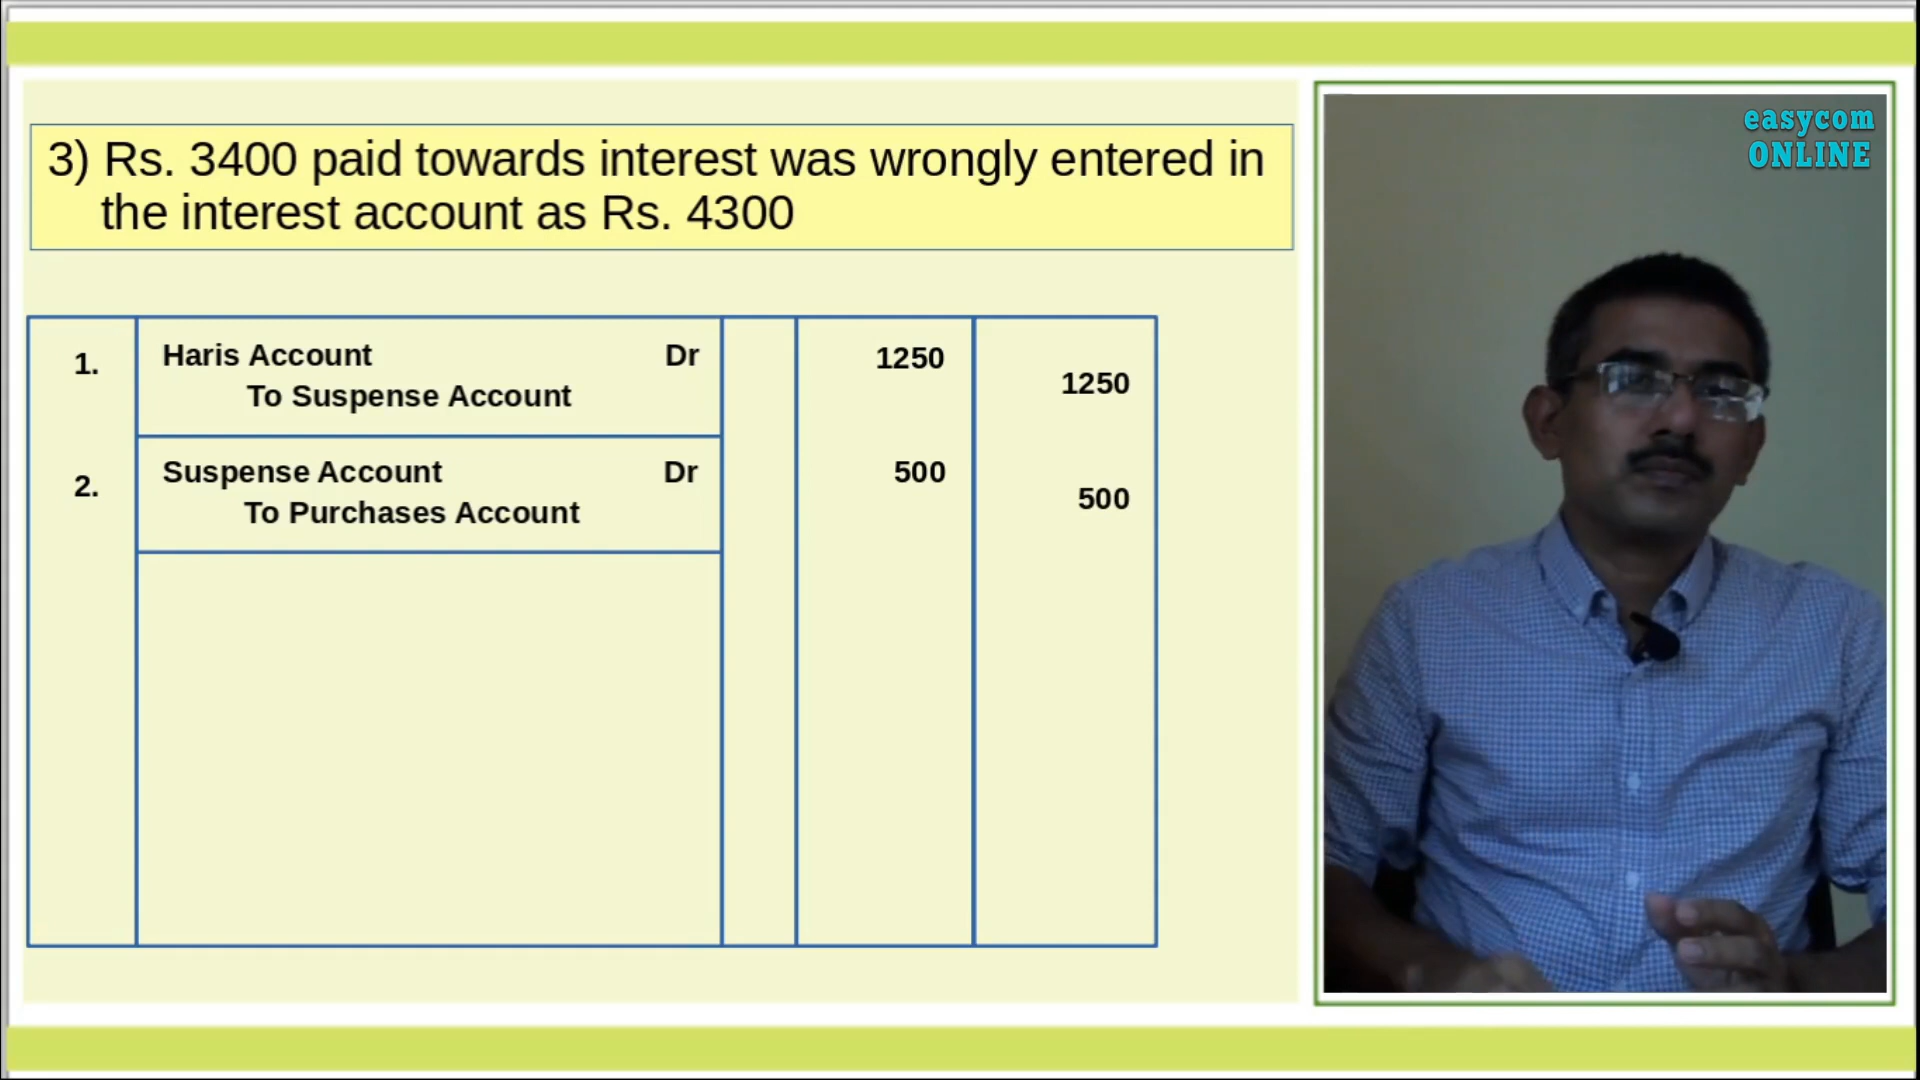 easycom
ONLINE
3) Rs. 3400 paid towards interest was wrongly entered in
the interest account as Rs. 4300
1. Haris Account Dr 1250
To Suspense Account 1250
2. Suspense Account Dr 500
To Purchases Account 500